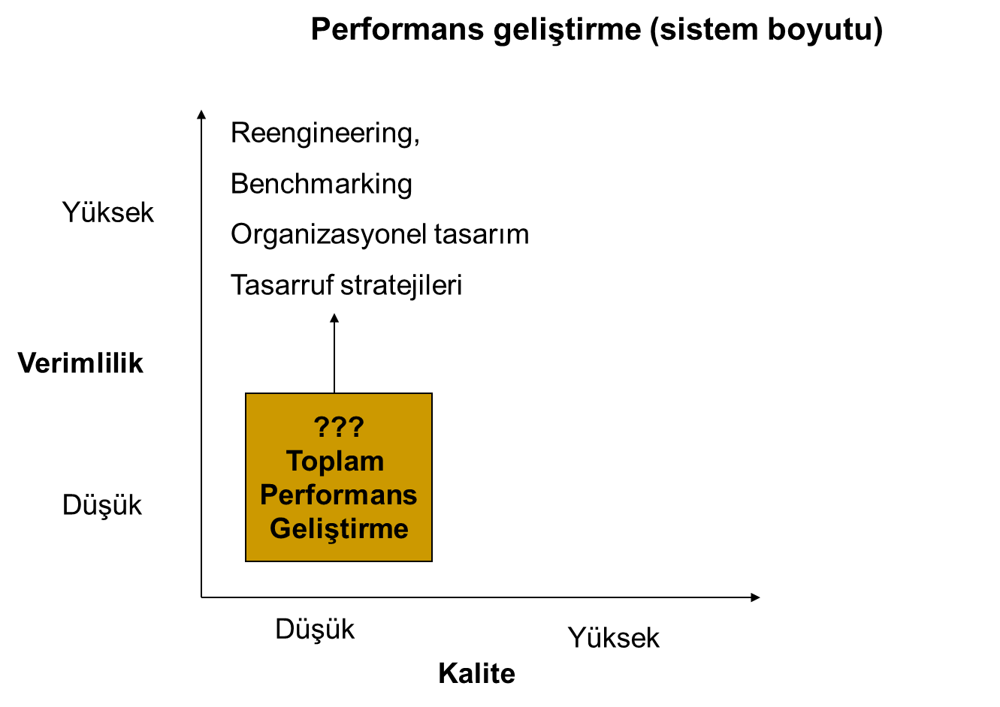 Performans geliştirme (sistem boyutu)
Reengineering,
Benchmarking
Yüksek
Organizasyonel tasarım
Tasarruf stratejileri
Verimlilik
???
Toplam
Performans
Geliştirme
Düşük
Düşük
Yüksek
Kalite